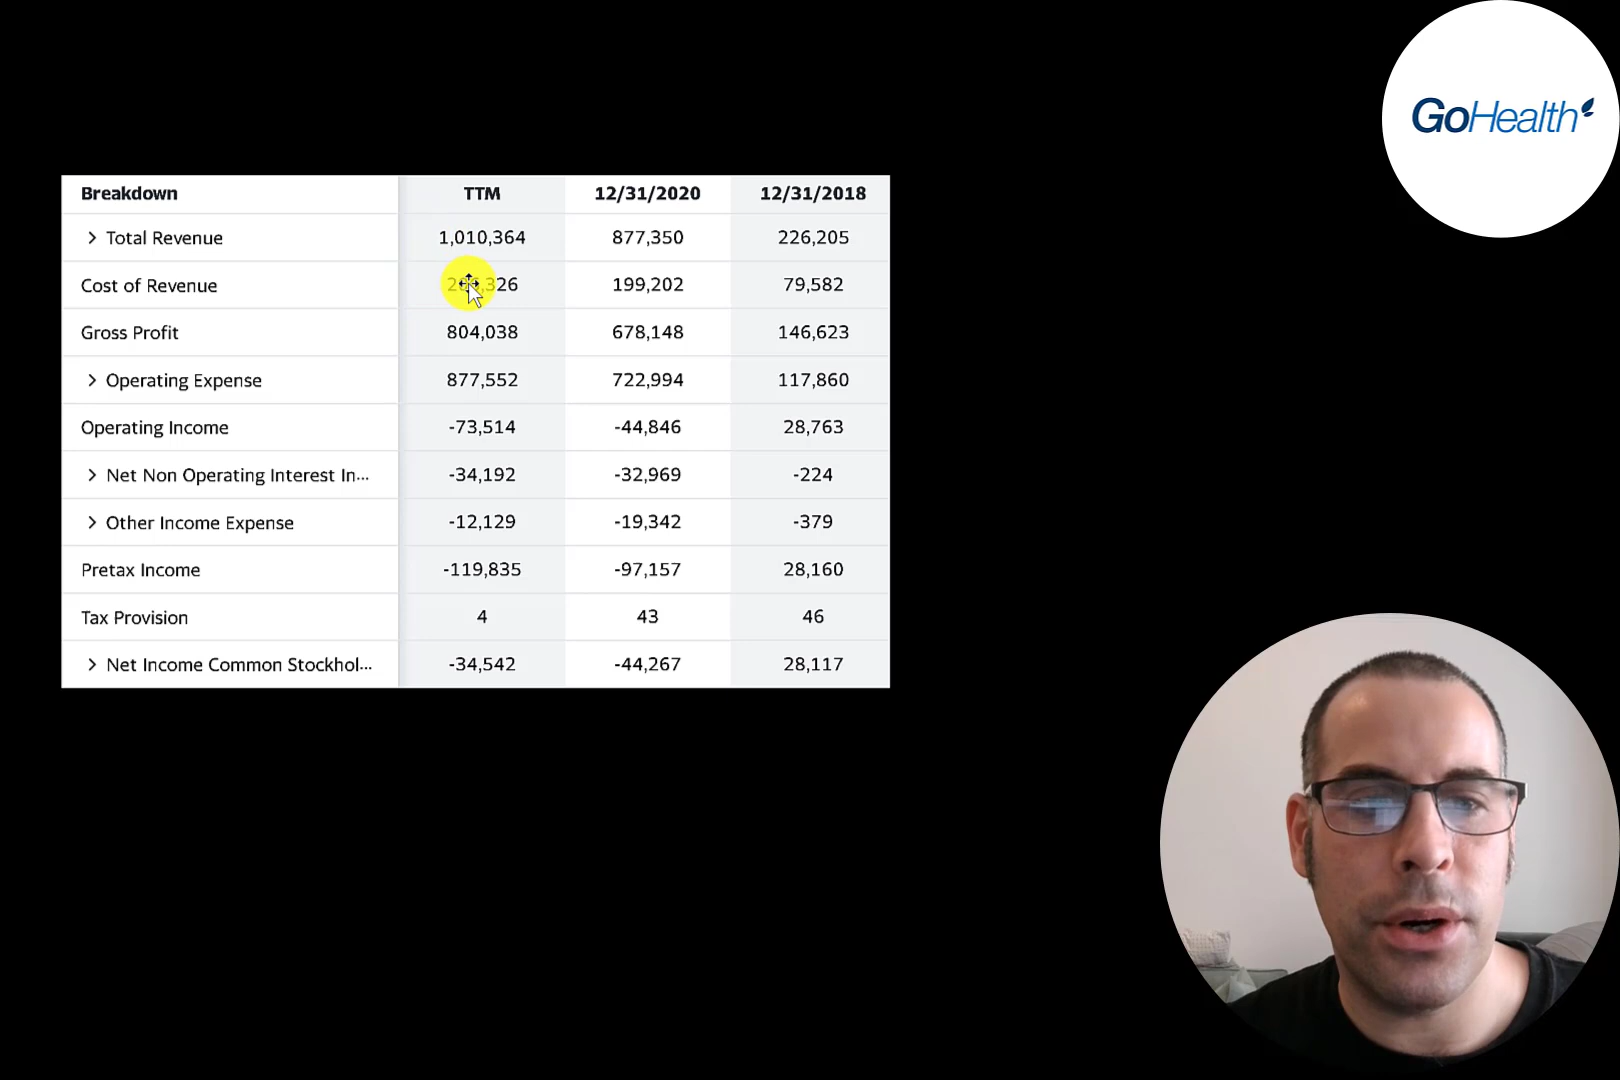 GoHealth
Breakdown TTM 12/31/2020 12/31/2018
Total Revenue 1,010,364 877,350 226,205
Cost of Revenue 199,202 79,582
Gross Profit 804,038 678,148 146,623
Operating Expense 877,552 722,994 117,860
Operating Income -73,514 -44,846 28,763
Net Non Operating Interest In... -34,192 -32,969 -224
Other Income Expense -12,129 -19,342 -379
Pretax Income -119,835 -97,157 28,160
Tax Provision 4 43 46
Net Income Common Stockhol... -34,542 -44,267 28,117